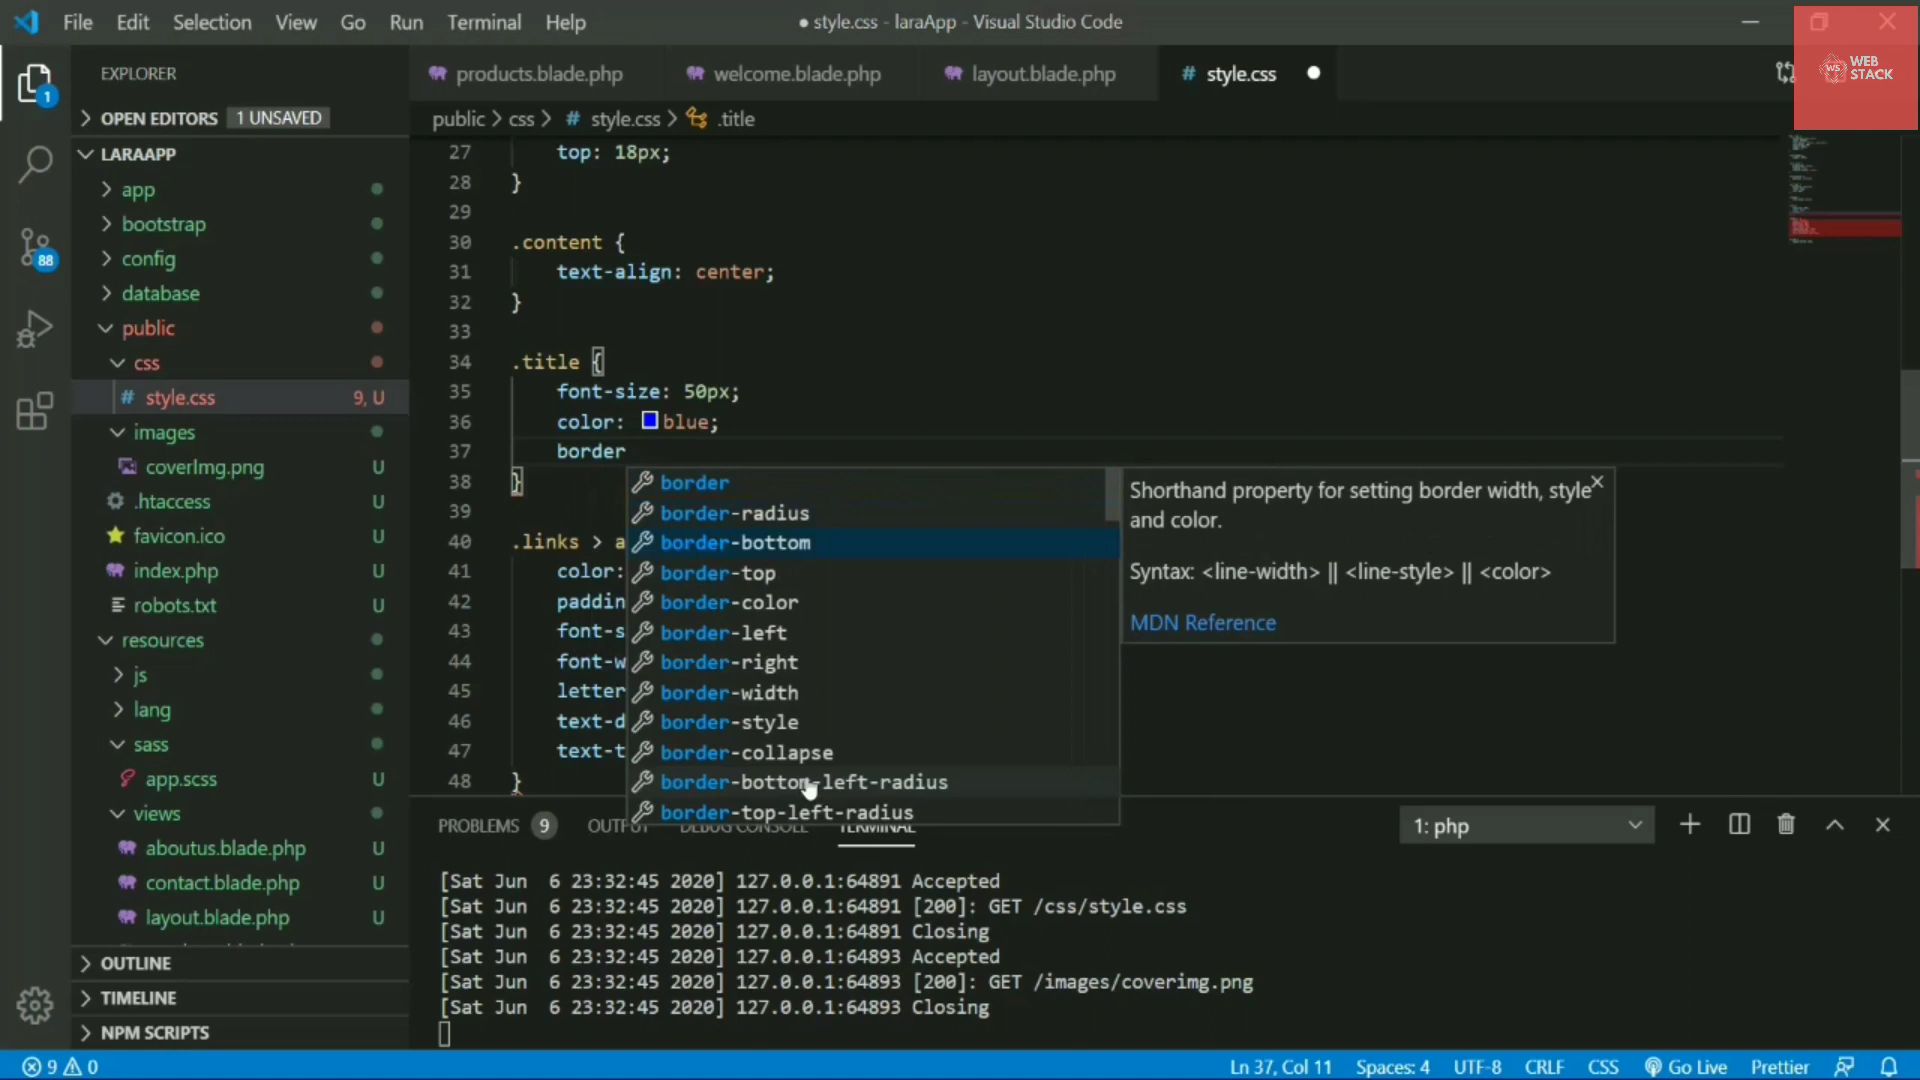 File Edit Selection View Go Run Terminal Help
● style.css - laraApp - Visual Studio Code
WS WEB STACK
EXPLORER
OPEN EDITORS 1 UNSAVED
LARAAPP
app
bootstrap
config
database
public
css
# style.css 9, U
images
coverImg.png U
.htaccess U
favicon.ico U
index.php U
robots.txt U
resources
js
lang
sass
app.scss U
views
aboutus.blade.php U
contact.blade.php U
layout.blade.php U
OUTLINE
TIMELINE
NPM SCRIPTS
1
88
products.blade.php welcome.blade.php layout.blade.php # style.css
public > css > # style.css > .title
27 top: 18px;
28 }
29
30 .content {
31 text-align: center;
32 }
33
34 .title {
35 font-size: 50px;
36 color: blue;
37 border
38 }
39
40 .links > a
41 color:
42 paddin
43 font-s
44 font-w
45 letter
46 text-d
47 text-t
48 }
border
border-radius
border-bottom
border-top
border-color
border-left
border-right
border-width
border-style
border-collapse
border-bottom-left-radius
border-top-left-radius
Shorthand property for setting border width, style
and color.
Syntax: <line-width> || <line-style> || <color>
MDN Reference
PROBLEMS 9 OUTPUT DEBUG CONSOLE TERMINAL 1: php
[Sat Jun 6 23:32:45 2020] 127.0.0.1:64891 Accepted
[Sat Jun 6 23:32:45 2020] 127.0.0.1:64891 [200]: GET /css/style.css
[Sat Jun 6 23:32:45 2020] 127.0.0.1:64891 Closing
[Sat Jun 6 23:32:45 2020] 127.0.0.1:64893 Accepted
[Sat Jun 6 23:32:45 2020] 127.0.0.1:64893 [200]: GET /images/coverimg.png
[Sat Jun 6 23:32:45 2020] 127.0.0.1:64893 Closing
9 0 Ln 37, Col 11 Spaces: 4 UTF-8 CRLF CSS Go Live Prettier